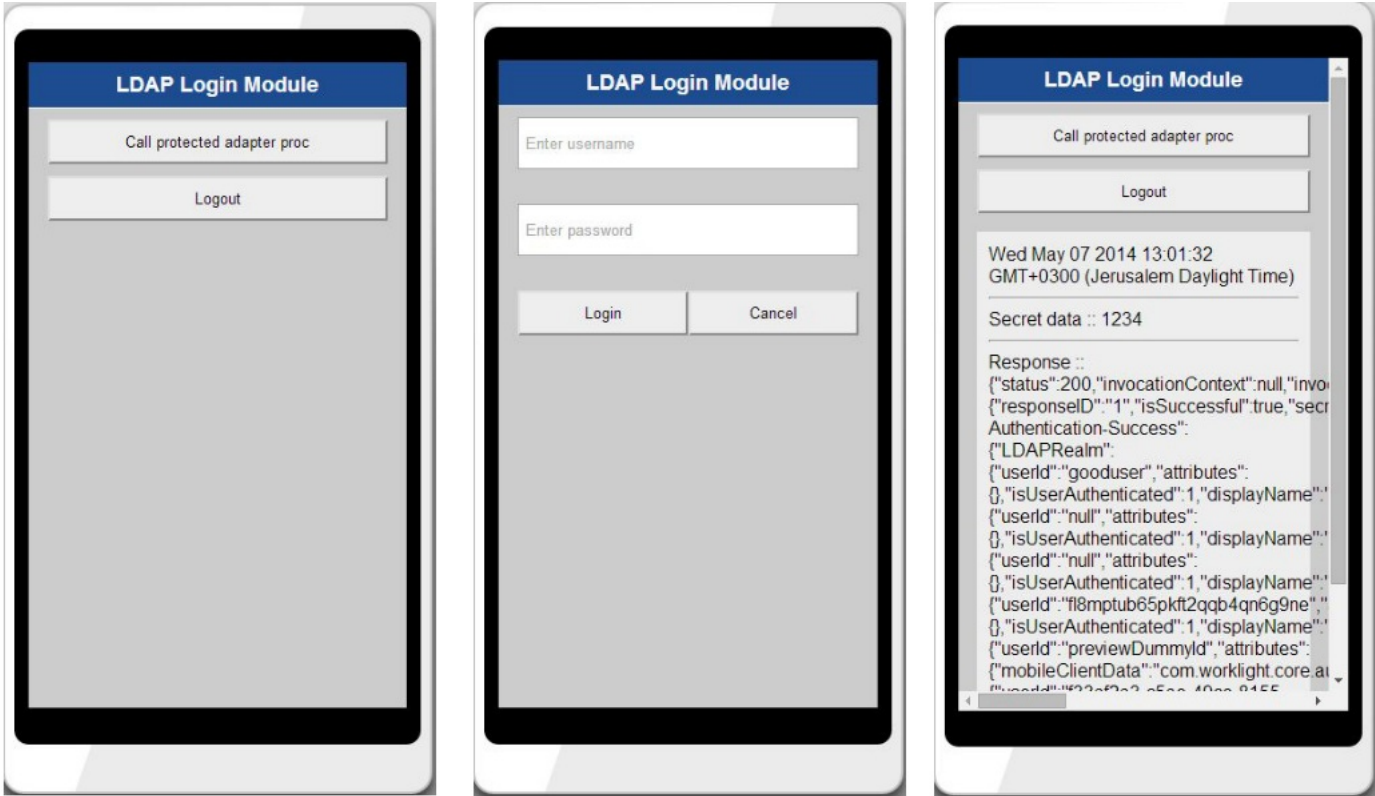 LDAP Login Module
Call protected adapter proc
Logout
LDAP Login Module
Enter username
Enter password
Login
Cancel
LDAP Login Module
Call protected adapter proc
Logout
Wed May 07 2014 13:01:32
GMT+0300 (Jerusalem Daylight Time)
Secret data :: 1234
Response ::
{"status":200,"invocationContext":null,"invo
{"responseID":"1","isSuccessful":true,"secr
Authentication-Success":
{"LDAPRealm":
{"userId":"gooduser","attributes":
{},"isUserAuthenticated":1,"displayName":"
{"userId":"null","attributes":
{},"isUserAuthenticated":1,"displayName":"
{"userId":"null","attributes":
{},"isUserAuthenticated":1,"displayName":"
{"userId":"fl8mptub65pkft2qqb4qn6g9ne","
{},"isUserAuthenticated":1,"displayName":"
{"userId":"previewDummyId","attributes":
{"mobileClientData":"com.worklight.core.au